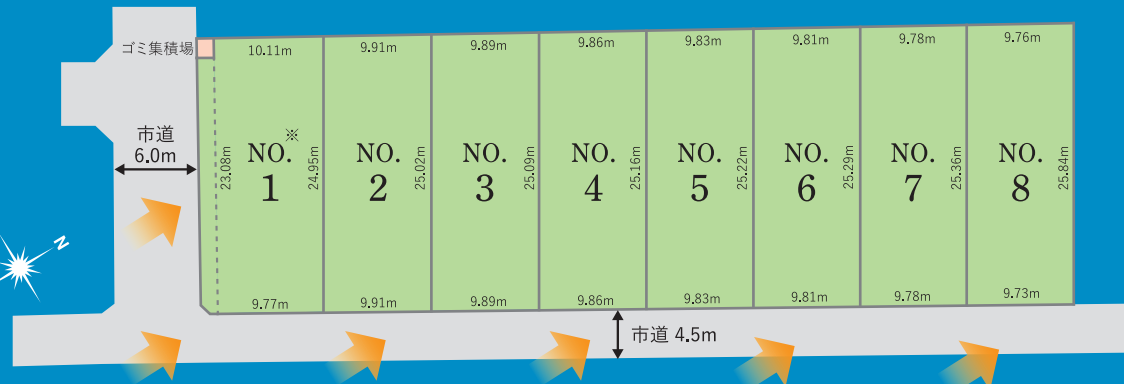 ゴミ集積場
10.11m
9.91m
9.89m
9.86m
9.83m
9.81m
9.78m
9.76m
市道
6.0m
23.08m
NO.※
1
24.95m
NO.
2
25.02m
NO.
3
25.09m
NO.
4
25.16m
NO.
5
25.22m
NO.
6
25.29m
NO.
7
25.36m
NO.
8
25.84m
N
9.77m
9.91m
9.89m
9.86m
9.83m
9.81m
9.78m
9.73m
市道 4.5m